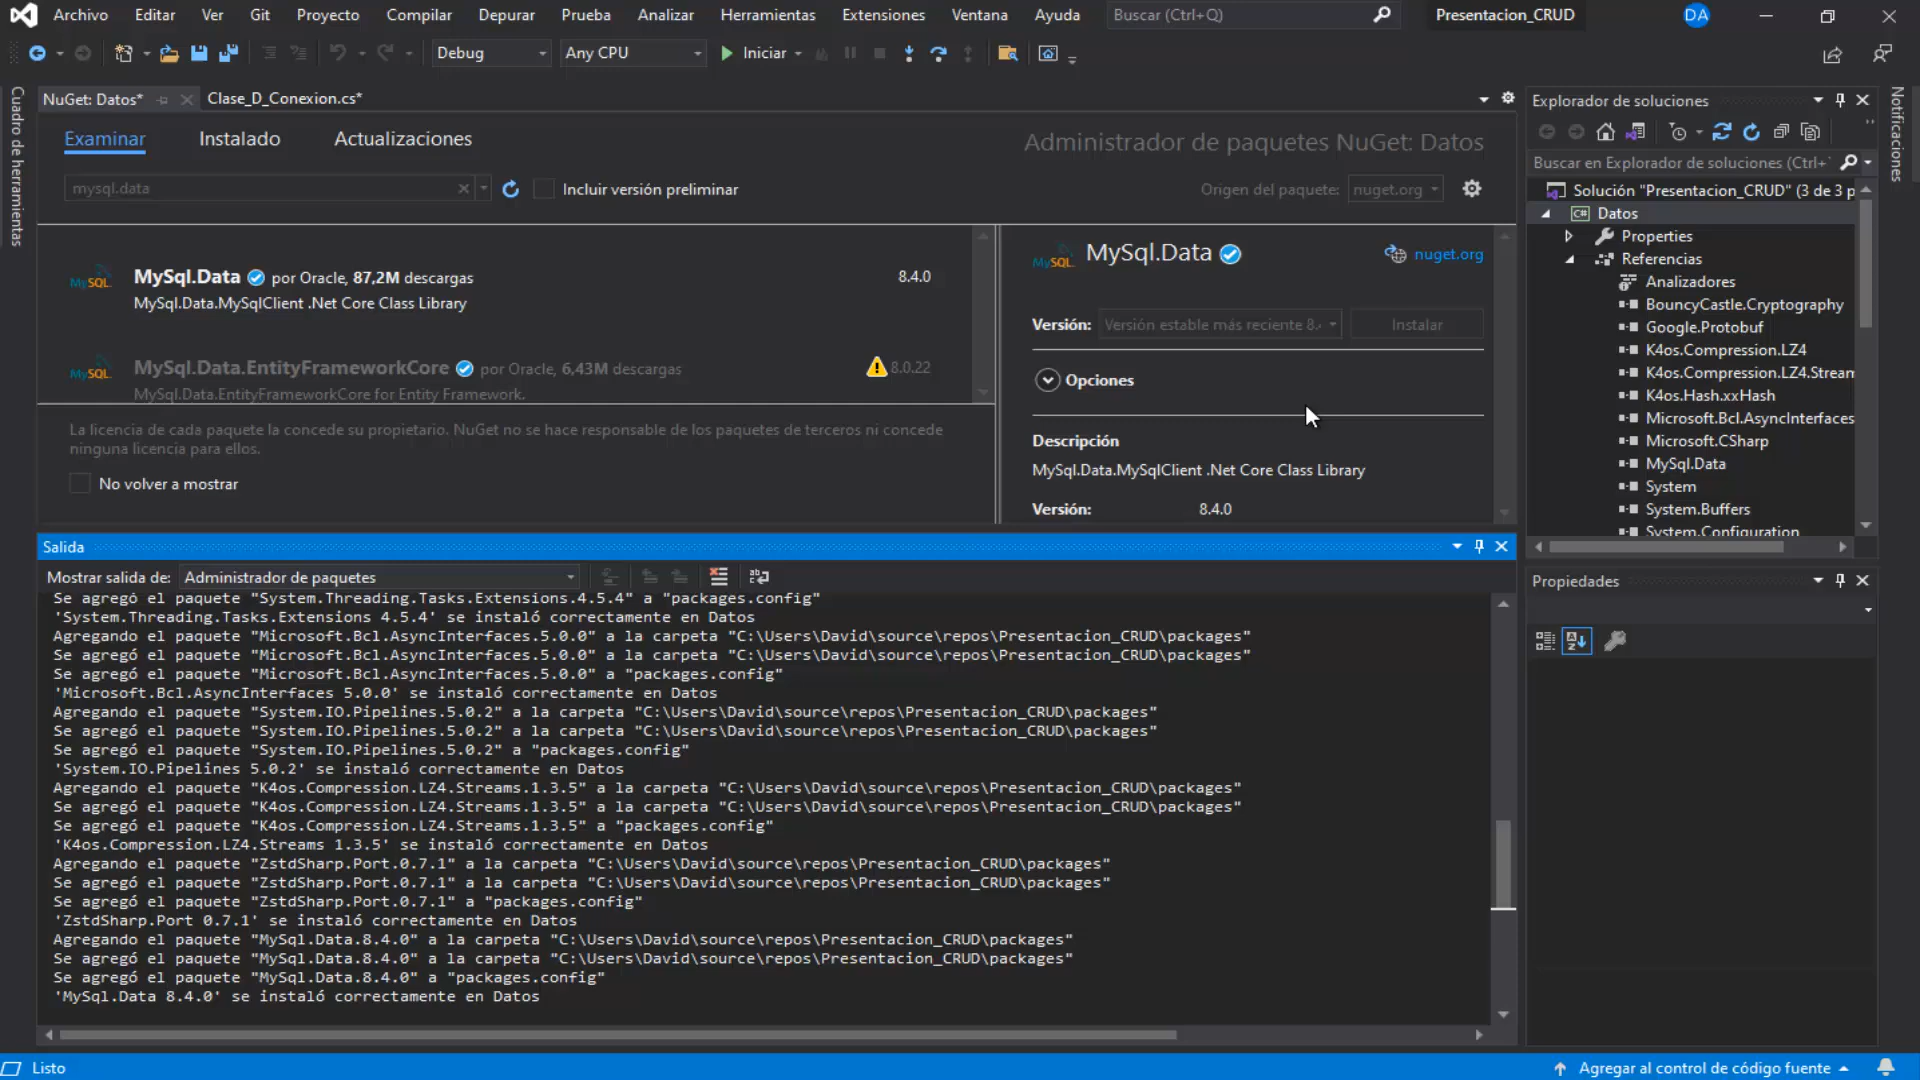 Archivo Editar Ver Git Proyecto Compilar Depurar Prueba Analizar Herramientas Extensiones Ventana Ayuda Buscar (Ctrl+Q) Presentacion_CRUD DA
Debug Any CPU Iniciar
Cuadro de herramientas
NuGet: Datos* Clase_D_Conexion.cs*
Examinar Instalado Actualizaciones
Administrador de paquetes NuGet: Datos
mysql.data Incluir versión preliminar
Origen del paquete: nuget.org
MySql.Data por Oracle, 87,2M descargas 8.4.0
MySql.Data.MySqlClient .Net Core Class Library
MySql.Data.EntityFrameworkCore por Oracle, 6,43M descargas 8.0.22
MySql.Data.EntityFrameworkCore for Entity Framework.
La licencia de cada paquete la concede su propietario. NuGet no se hace responsable de los paquetes de terceros ni concede
ninguna licencia para ellos.
No volver a mostrar
MySql.Data nuget.org
Versión: Versión estable más reciente 8. Instalar
Opciones
Descripción
MySql.Data.MySqlClient .Net Core Class Library
Versión: 8.4.0
Salida
Mostrar salida de: Administrador de paquetes
Se agregó el paquete "System.Threading.Tasks.Extensions.4.5.4" a "packages.config"
'System.Threading.Tasks.Extensions 4.5.4' se instaló correctamente en Datos
Agregando el paquete "Microsoft.Bcl.AsyncInterfaces.5.0.0" a la carpeta "C:\Users\David\source\repos\Presentacion_CRUD\packages"
Se agregó el paquete "Microsoft.Bcl.AsyncInterfaces.5.0.0" a la carpeta "C:\Users\David\source\repos\Presentacion_CRUD\packages"
Se agregó el paquete "Microsoft.Bcl.AsyncInterfaces.5.0.0" a "packages.config"
'Microsoft.Bcl.AsyncInterfaces 5.0.0' se instaló correctamente en Datos
Agregando el paquete "System.IO.Pipelines.5.0.2" a la carpeta "C:\Users\David\source\repos\Presentacion_CRUD\packages"
Se agregó el paquete "System.IO.Pipelines.5.0.2" a la carpeta "C:\Users\David\source\repos\Presentacion_CRUD\packages"
Se agregó el paquete "System.IO.Pipelines.5.0.2" a "packages.config"
'System.IO.Pipelines 5.0.2' se instaló correctamente en Datos
Agregando el paquete "K4os.Compression.LZ4.Streams.1.3.5" a la carpeta "C:\Users\David\source\repos\Presentacion_CRUD\packages"
Se agregó el paquete "K4os.Compression.LZ4.Streams.1.3.5" a la carpeta "C:\Users\David\source\repos\Presentacion_CRUD\packages"
Se agregó el paquete "K4os.Compression.LZ4.Streams.1.3.5" a "packages.config"
'K4os.Compression.LZ4.Streams 1.3.5' se instaló correctamente en Datos
Agregando el paquete "ZstdSharp.Port.0.7.1" a la carpeta "C:\Users\David\source\repos\Presentacion_CRUD\packages"
Se agregó el paquete "ZstdSharp.Port.0.7.1" a la carpeta "C:\Users\David\source\repos\Presentacion_CRUD\packages"
Se agregó el paquete "ZstdSharp.Port.0.7.1" a "packages.config"
'ZstdSharp.Port 0.7.1' se instaló correctamente en Datos
Agregando el paquete "MySql.Data.8.4.0" a la carpeta "C:\Users\David\source\repos\Presentacion_CRUD\packages"
Se agregó el paquete "MySql.Data.8.4.0" a la carpeta "C:\Users\David\source\repos\Presentacion_CRUD\packages"
Se agregó el paquete "MySql.Data.8.4.0" a "packages.config"
'MySql.Data 8.4.0' se instaló correctamente en Datos
Explorador de soluciones
Buscar en Explorador de soluciones (Ctrl+
Solución "Presentacion_CRUD" (3 de 3 p
Datos
Properties
Referencias
Analizadores
BouncyCastle.Cryptography
Google.Protobuf
K4os.Compression.LZ4
K4os.Compression.LZ4.Stream
K4os.Hash.xxHash
Microsoft.Bcl.AsyncInterfaces
Microsoft.CSharp
MySql.Data
System
System.Buffers
System.Configuration
Notificaciones
Propiedades
Listo
Agregar al control de código fuente